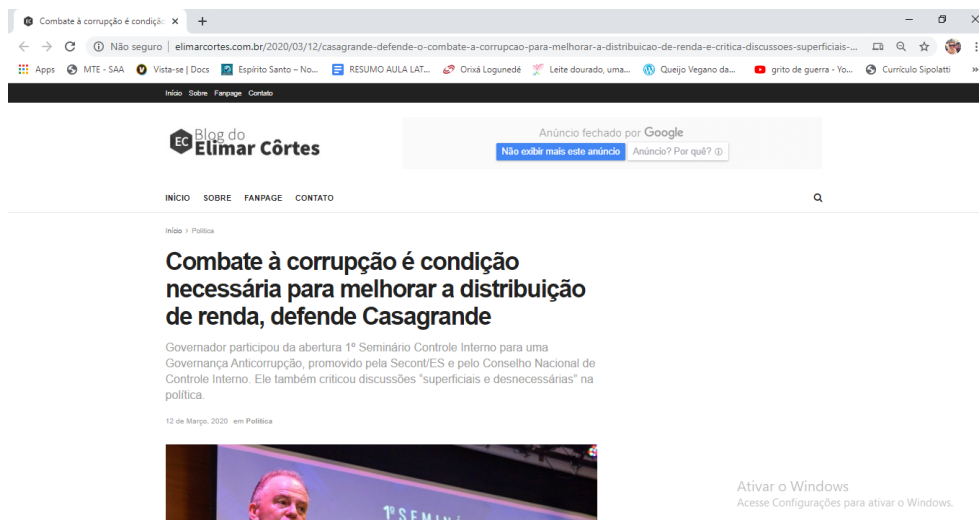 Combate à corrupção é condiçã
Não seguro | elimarcortes.com.br/2020/03/12/casagrande-defende-o-combate-a-corrupcao-para-melhorar-a-distribuicao-de-renda-e-critica-discussoes-superficiais-...
Apps MTE - SAA Vista-se | Docs Espírito Santo – No... RESUMO AULA LAT... Orixá Logunedé Leite dourado, uma... Queijo Vegano da... grito de guerra - Yo... Currículo Sipolatti »
Início Sobre Fanpage Contato
EC Blog do
Elimar Côrtes
Anúncio fechado por Google
Não exibir mais este anúncio Anúncio? Por quê?
INÍCIO SOBRE FANPAGE CONTATO
Início > Política
Combate à corrupção é condição
necessária para melhorar a distribuição
de renda, defende Casagrande
Governador participou da abertura 1º Seminário Controle Interno para uma
Governança Anticorrupção, promovido pela Secont/ES e pelo Conselho Nacional de
Controle Interno. Ele também criticou discussões “superficiais e desnecessárias” na
política.
12 de Março, 2020 em Política
1º SEMIN
Ativar o Windows
Acesse Configurações para ativar o Windows.